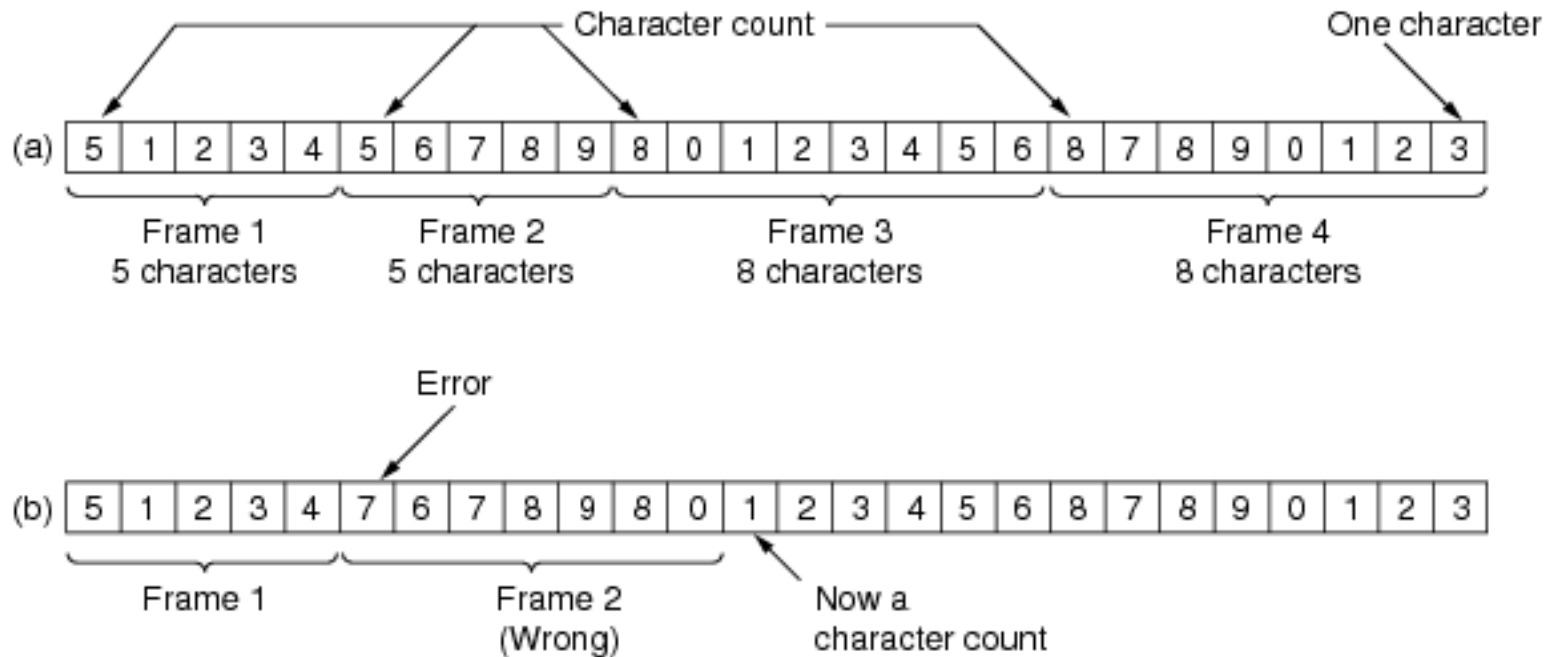 Character count
One character
(a) 5 1 2 3 4 5 6 7 8 9 8 0 1 2 3 4 5 6 8 7 8 9 0 1 2 3
Frame 1
5 characters
Frame 2
5 characters
Frame 3
8 characters
Frame 4
8 characters
Error
(b) 5 1 2 3 4 7 6 7 8 9 8 0 1 2 3 4 5 6 8 7 8 9 0 1 2 3
Frame 1
Frame 2
(Wrong)
Now a
character count